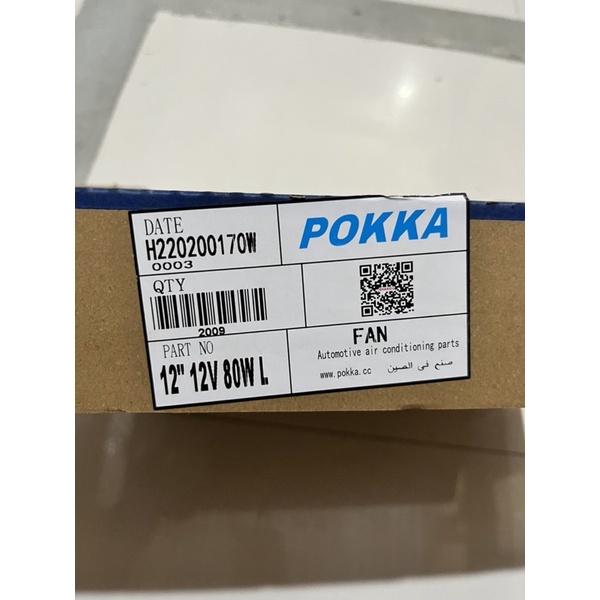 DATE
H220200170W
0003
POKKA
QTY
2009
PART NO
12" 12V 80W L
FAN
Automotive air conditioning parts
www.pokka.cc
صنع في الصين